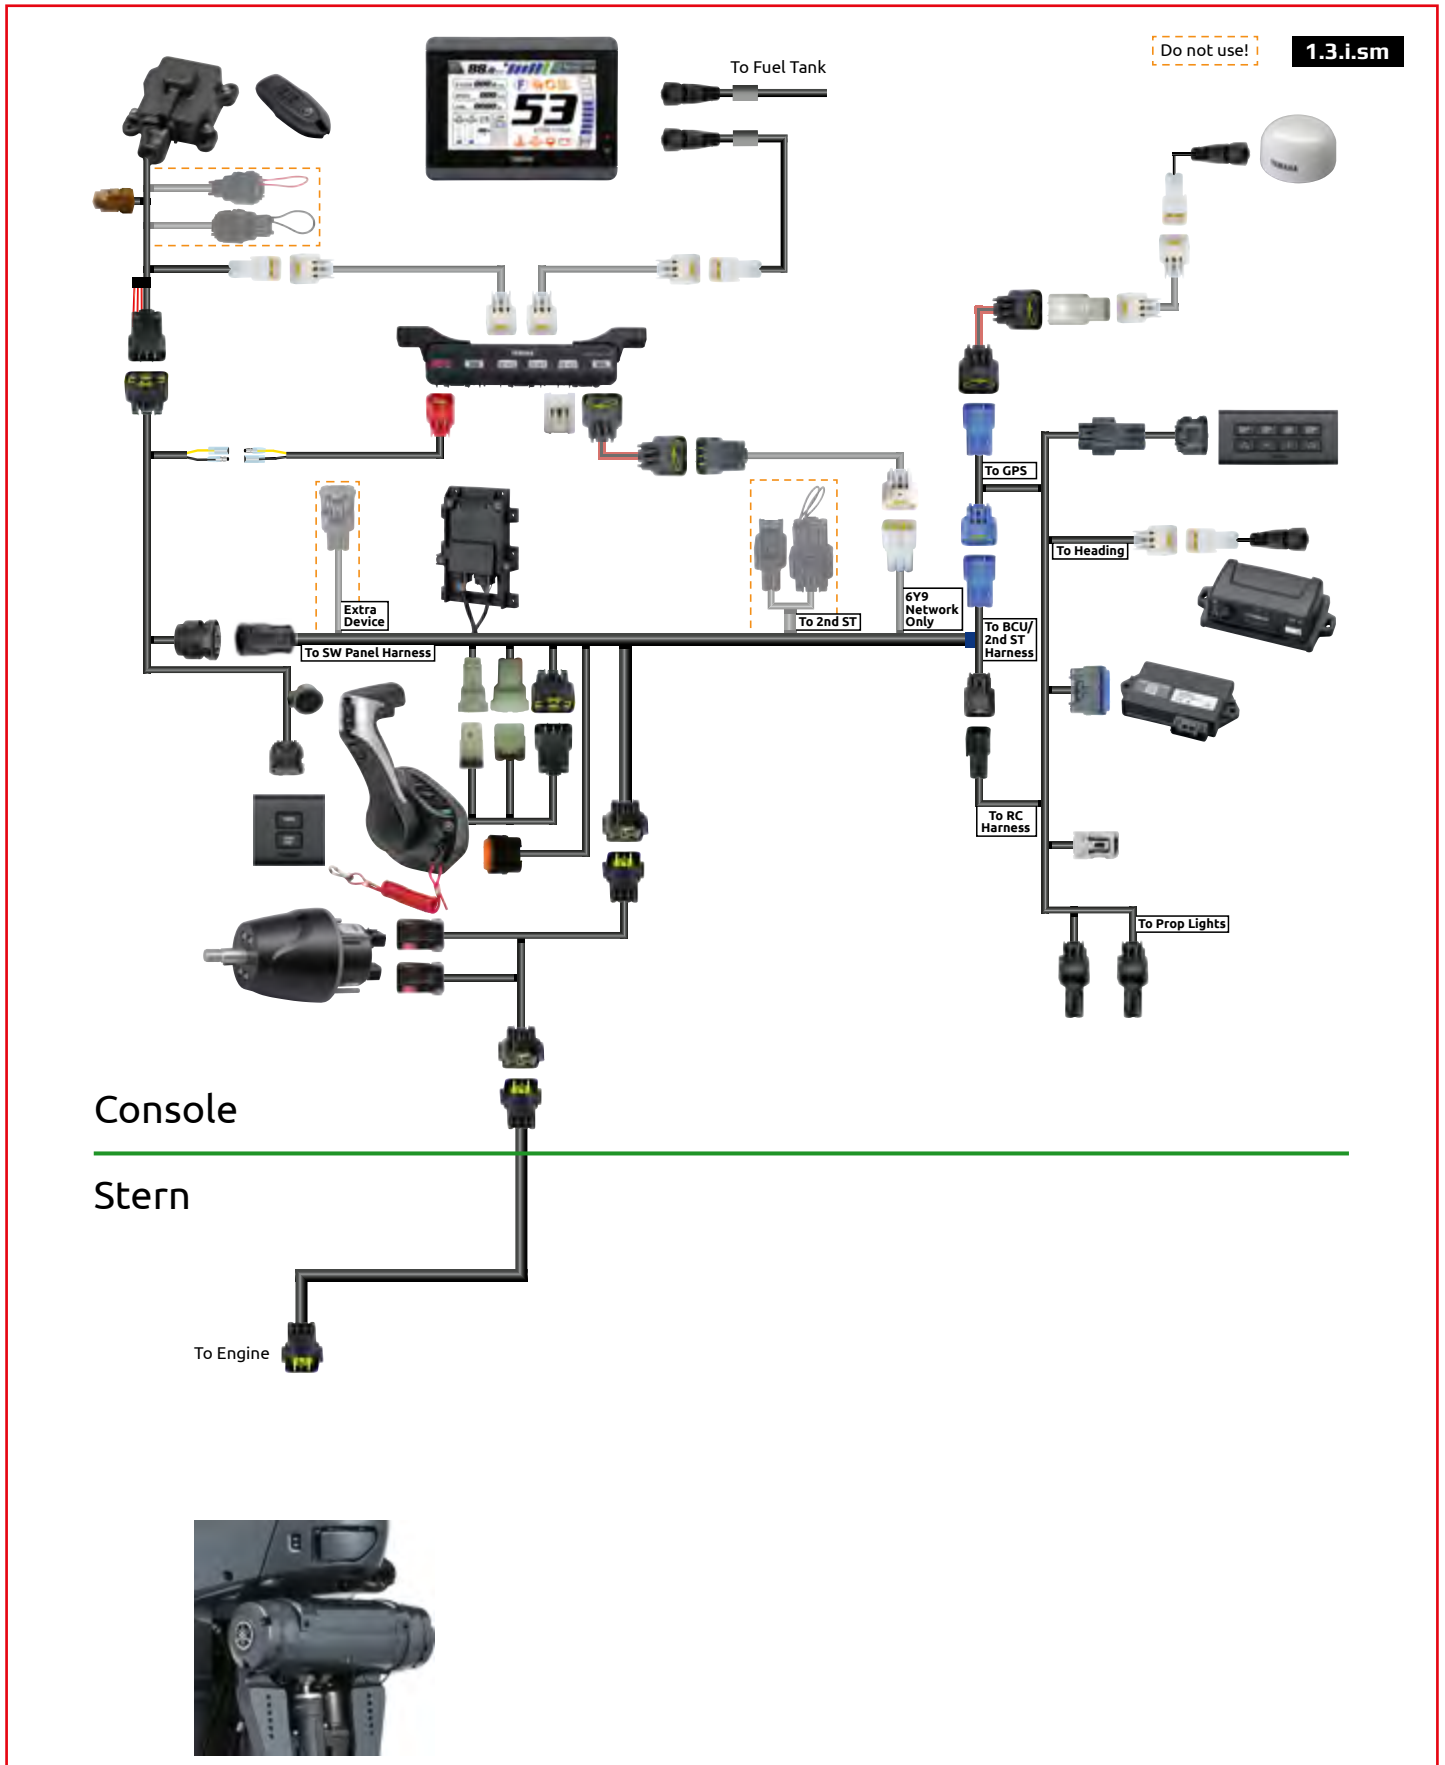 Do not use!
1.3.i.sm
To Fuel Tank
53
YAMAHA
To GPS
To Heading
Extra
Device
To 2nd ST
6Y9
Network
Only
To BCU/
2nd ST
Harness
To SW Panel Harness
To RC
Harness
To Prop Lights
Console
Stern
To Engine